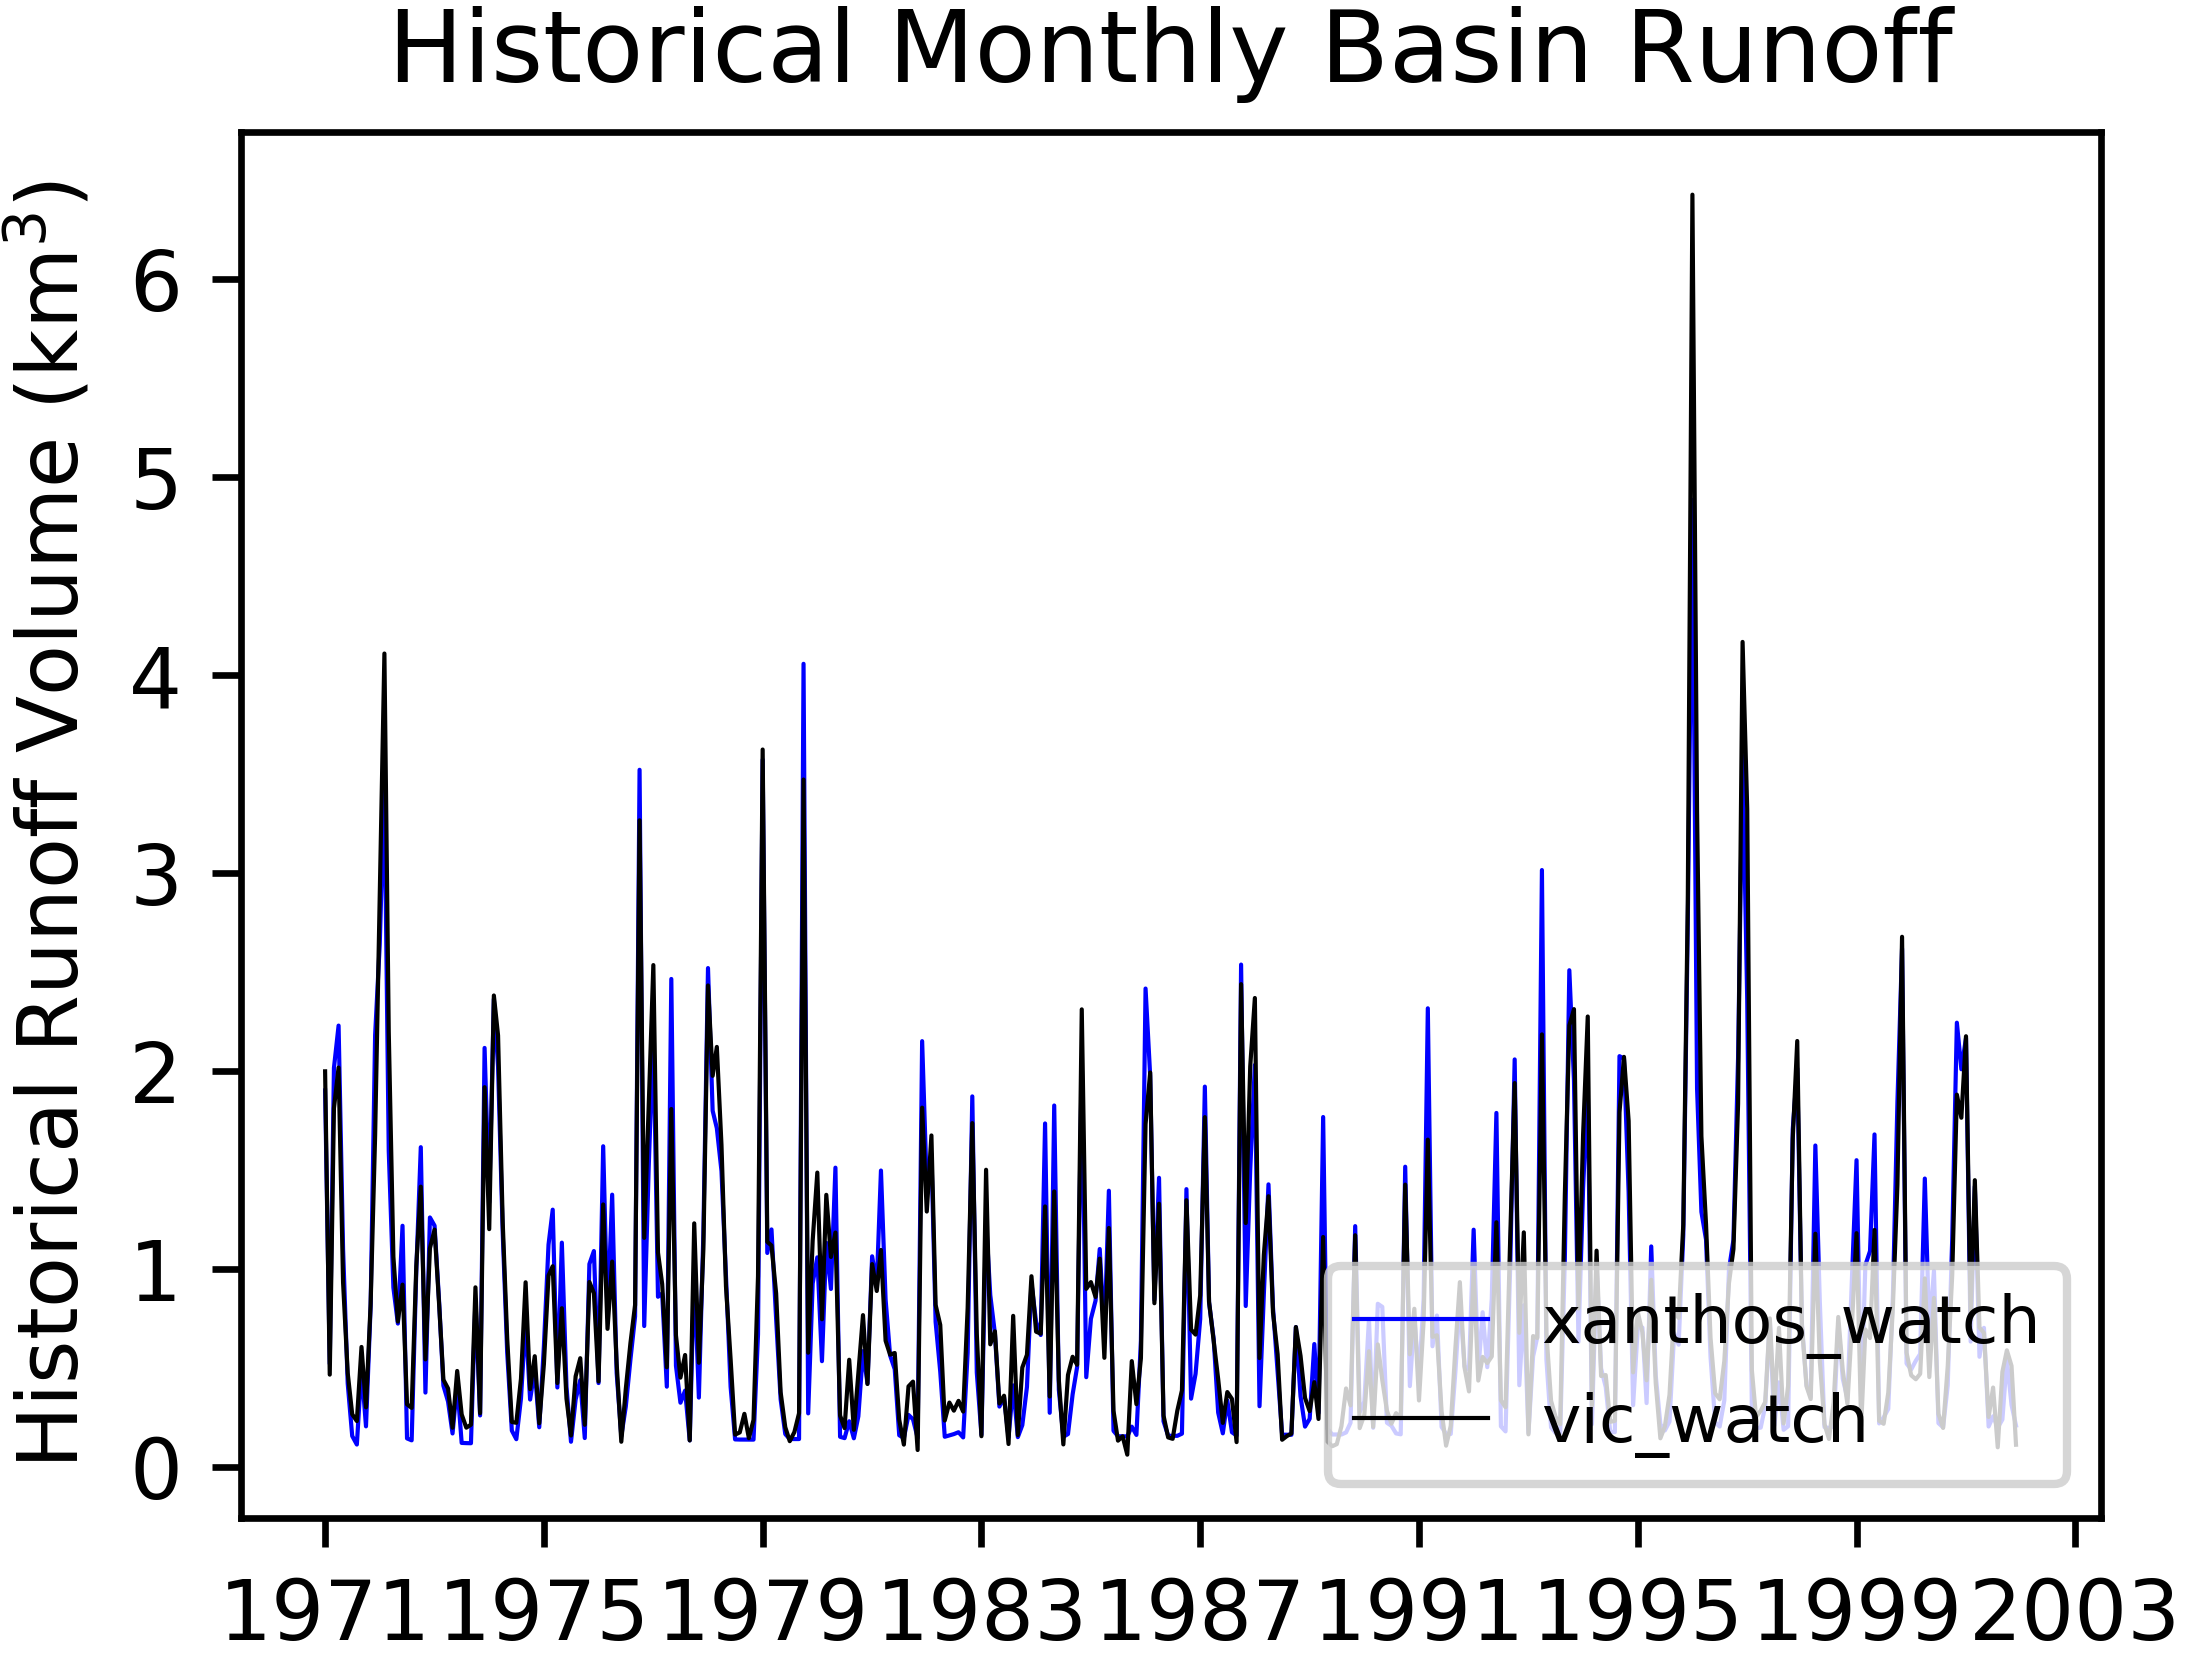 Historical Monthly Basin Runoff
Historical Runoff Volume (km³)
6
5
4
3
2
1
0
xanthos_watch
vic_watch
1971 1975 1979 1983 1987 1991 1995 1999 2003